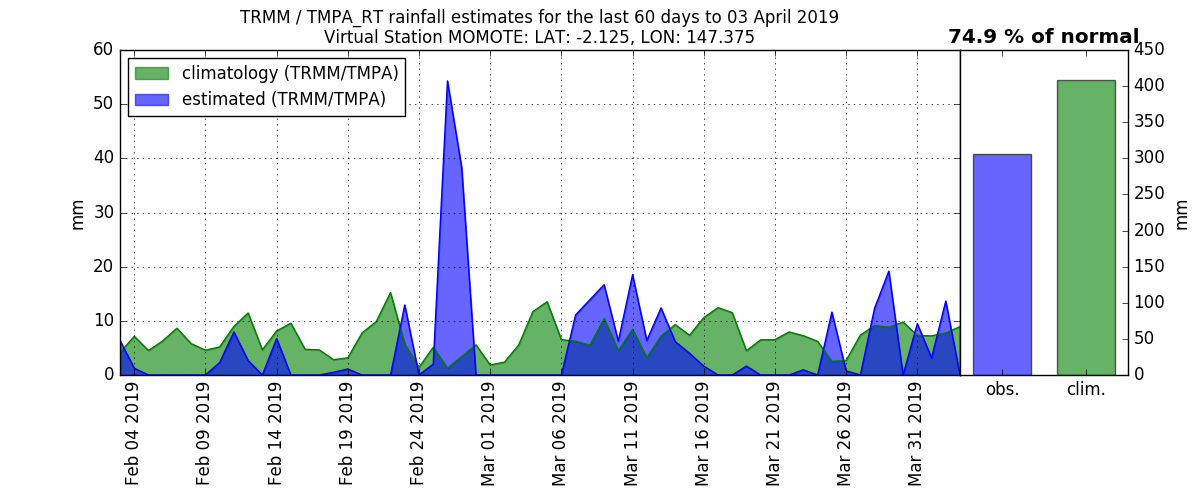 TRMM / TMPA_RT rainfall estimates for the last 60 days to 03 April 2019
Virtual Station MOMOTE: LAT: -2.125, LON: 147.375
74.9 % of normal
climatology (TRMM/TMPA)
estimated (TRMM/TMPA)
60
50
40
30
20
10
0
mm
Feb 04 2019
Feb 09 2019
Feb 14 2019
Feb 19 2019
Feb 24 2019
Mar 01 2019
Mar 06 2019
Mar 11 2019
Mar 16 2019
Mar 21 2019
Mar 26 2019
Mar 31 2019
obs.
clim.
450
400
350
300
250
200
150
100
50
0
mm